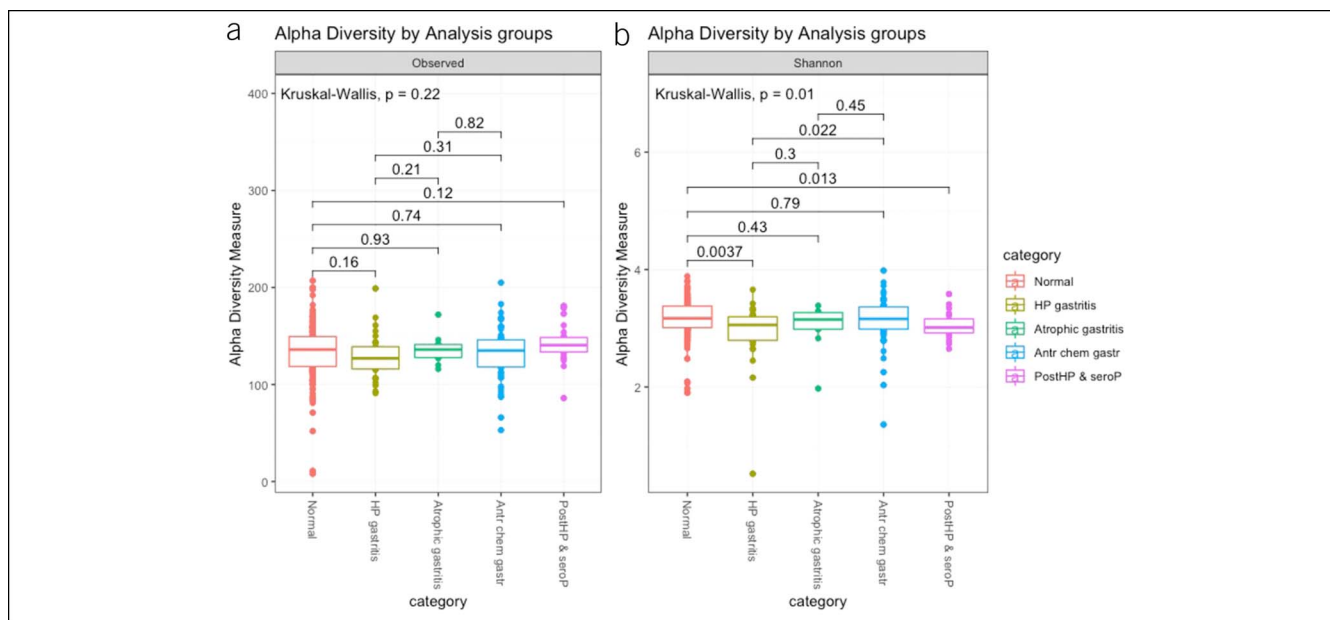 a
Alpha Diversity by Analysis groups
Observed
Kruskal-Wallis, p = 0.22
0.82
0.31
0.21
0.12
0.74
0.93
0.16
400
300
200
100
0
Alpha Diversity Measure
Normal
HP gastritis
Atrophic gastritis
Antr chem gastr
PostHP & seroP
category
b
Alpha Diversity by Analysis groups
Shannon
Kruskal-Wallis, p = 0.01
0.45
0.022
0.3
0.013
0.79
0.43
0.0037
6
4
2
Alpha Diversity Measure
Normal
HP gastritis
Atrophic gastritis
Antr chem gastr
PostHP & seroP
category
category
a Normal
a HP gastritis
a Atrophic gastritis
a Antr chem gastr
a PostHP & seroP